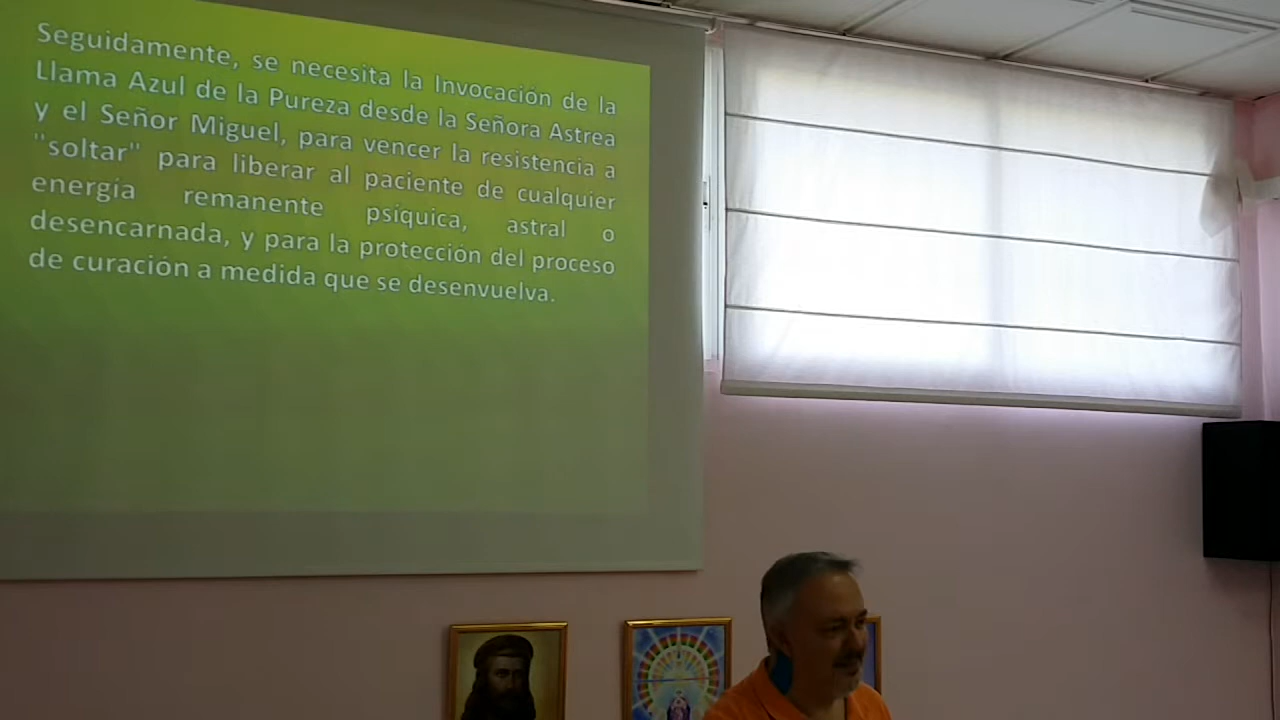 Seguidamente, se necesita la Invocación de la
Llama Azul de la Pureza desde la Señora Astrea
y el Señor Miguel, para vencer la resistencia a
"soltar" para liberar al paciente de cualquier
energía remanente psíquica, astral o
desencarnada, y para la protección del proceso
de curación a medida que se desenvuelva.